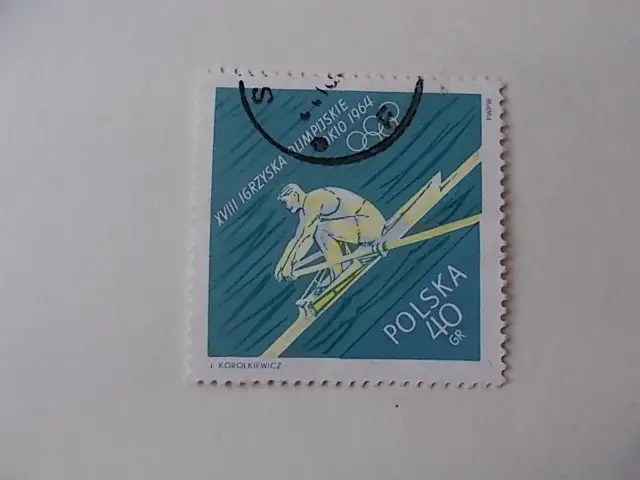 XVIII IGRZYSKA OLIMPIJSKIE
TOKIO 1964
PWPW
POLSKA
40
GR
J. KOROLKIEWICZ